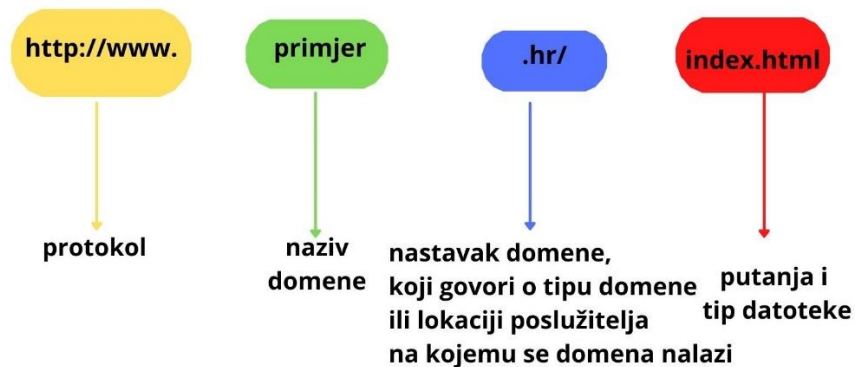 http://www.
primjer
.hr/
index.html
protokol
naziv
domene
nastavak domene,
koji govori o tipu domene
ili lokaciji poslužitelja
na kojemu se domena nalazi
putanja i
tip datoteke